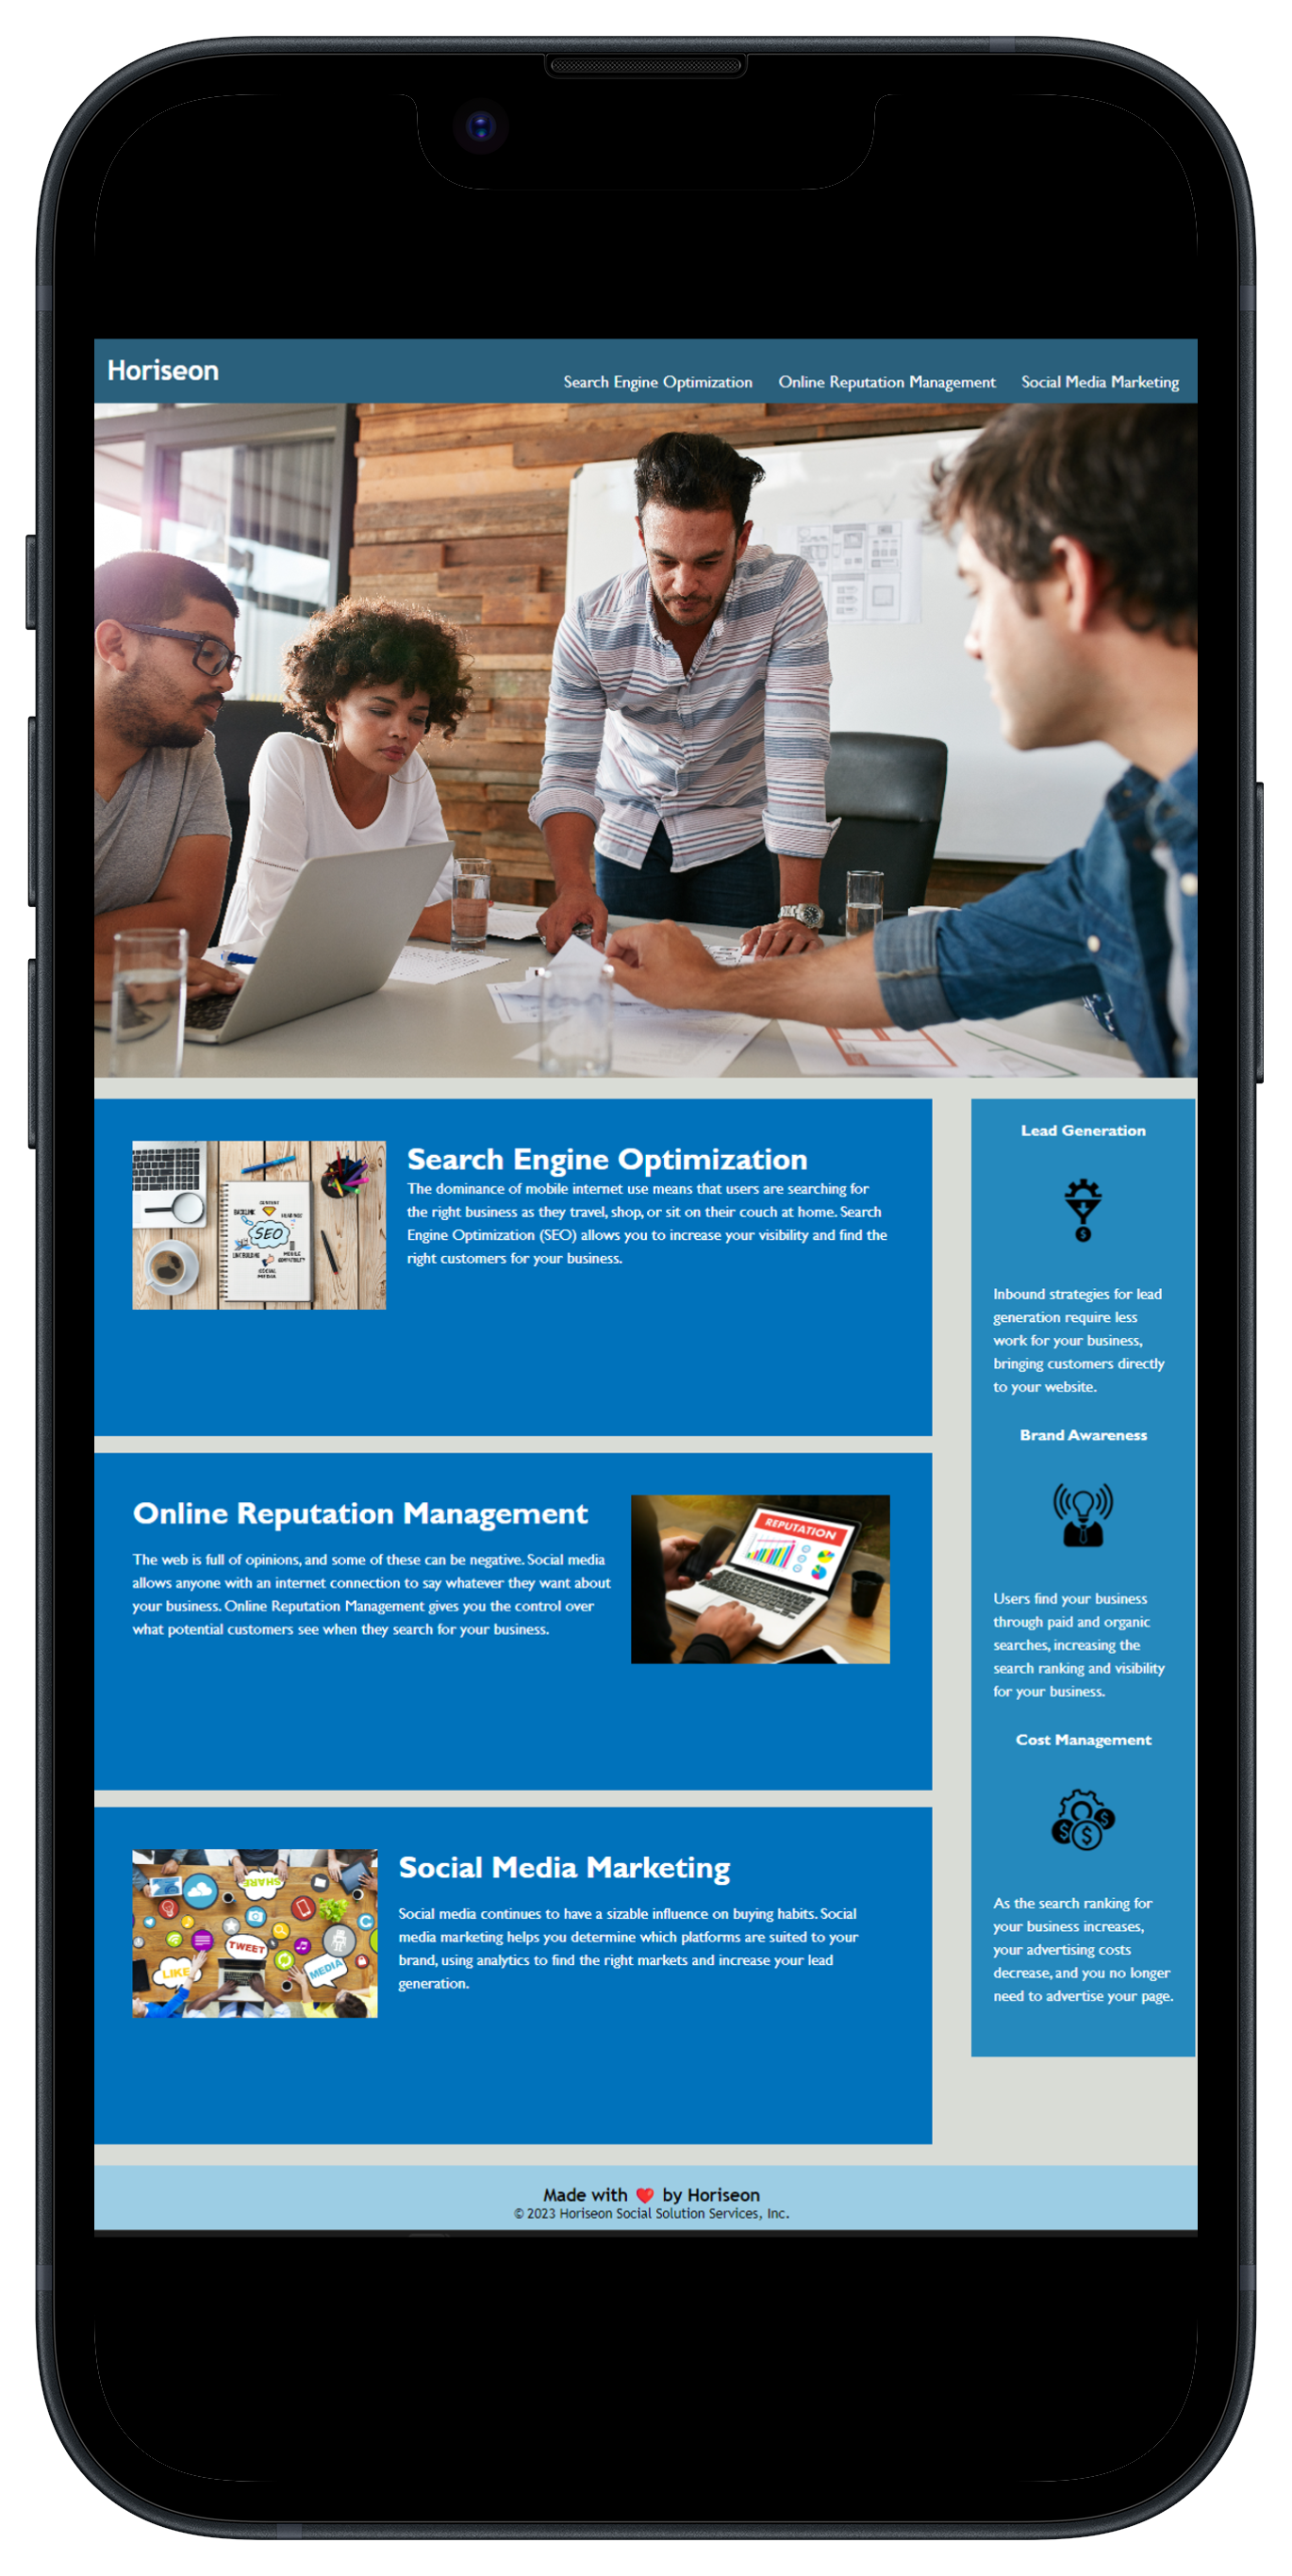 Horiseon
Search Engine Optimization Online Reputation Management Social Media Marketing
SEO
Search Engine Optimization
The dominance of mobile internet use means that users are searching for
the right business as they travel, shop, or sit on their couch at home. Search
Engine Optimization (SEO) allows you to increase your visibility and find the
right customers for your business.
Online Reputation Management
The web is full of opinions, and some of these can be negative. Social media
allows anyone with an internet connection to say whatever they want about
your business. Online Reputation Management gives you the control over
what potential customers see when they search for your business.
REPUTATION
SHARE
TWEET
LIKE
MEDIA
Social Media Marketing
Social media continues to have a sizable influence on buying habits. Social
media marketing helps you determine which platforms are suited to your
brand, using analytics to find the right markets and increase your lead
generation.
Lead Generation
$
Inbound strategies for lead
generation require less
work for your business,
bringing customers directly
to your website.
Brand Awareness
Users find your business
through paid and organic
searches, increasing the
search ranking and visibility
for your business.
Cost Management
$ $ $
As the search ranking for
your business increases,
your advertising costs
decrease, and you no longer
need to advertise your page.
Made with ❤️ by Horiseon
© 2023 Horiseon Social Solution Services, Inc.